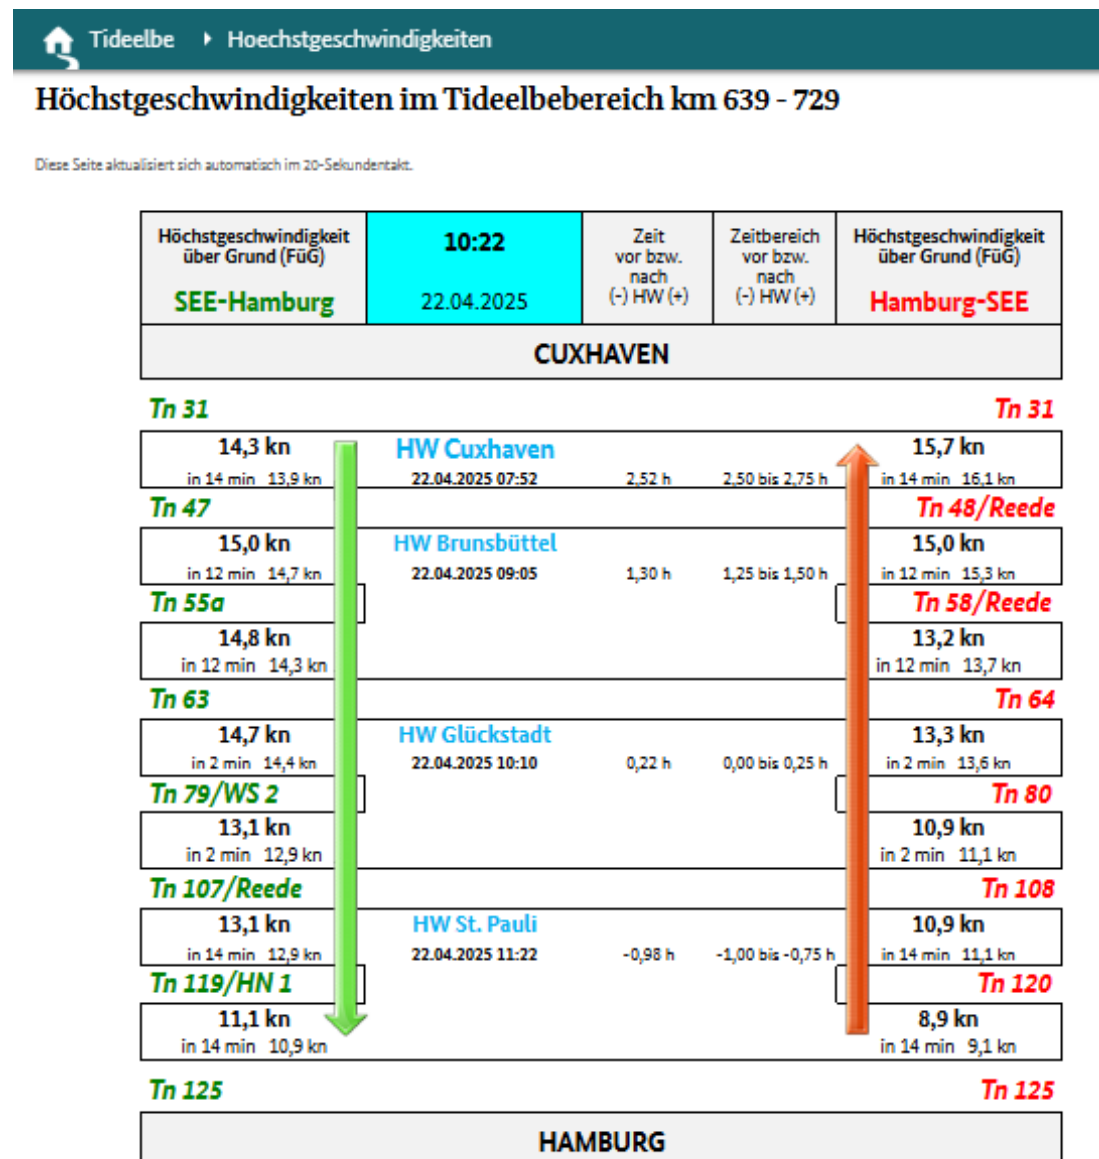 Tideelbe Hoechstgeschwindigkeiten
Höchstgeschwindigkeiten im Tideelbebereich km 639 - 729
Diese Seite aktualisiert sich automatisch im 20-Sekundentakt.
Höchstgeschwindigkeit
über Grund (FüG)
SEE-Hamburg
10:22
22.04.2025
Zeit
vor bzw.
nach
(-) HW (+)
Zeitbereich
vor bzw.
nach
(-) HW (+)
Höchstgeschwindigkeit
über Grund (FüG)
Hamburg-SEE
CUXHAVEN
Tn 31 Tn 31
14,3 kn HW Cuxhaven 15,7 kn
in 14 min 13,9 kn 22.04.2025 07:52 2,52 h 2,50 bis 2,75 h in 14 min 16,1 kn
Tn 47 Tn 48/Reede
15,0 kn HW Brunsbüttel 15,0 kn
in 12 min 14,7 kn 22.04.2025 09:05 1,30 h 1,25 bis 1,50 h in 12 min 15,3 kn
Tn 55a Tn 58/Reede
14,8 kn 13,2 kn
in 12 min 14,3 kn in 12 min 13,7 kn
Tn 63 Tn 64
14,7 kn HW Glückstadt 13,3 kn
in 2 min 14,4 kn 22.04.2025 10:10 0,22 h 0,00 bis 0,25 h in 2 min 13,6 kn
Tn 79/WS 2 Tn 80
13,1 kn 10,9 kn
in 2 min 12,9 kn in 2 min 11,1 kn
Tn 107/Reede Tn 108
13,1 kn HW St. Pauli 10,9 kn
in 14 min 12,9 kn 22.04.2025 11:22 -0,98 h -1,00 bis -0,75 h in 14 min 11,1 kn
Tn 119/HN 1 Tn 120
11,1 kn 8,9 kn
in 14 min 10,9 kn in 14 min 9,1 kn
Tn 125 Tn 125
HAMBURG